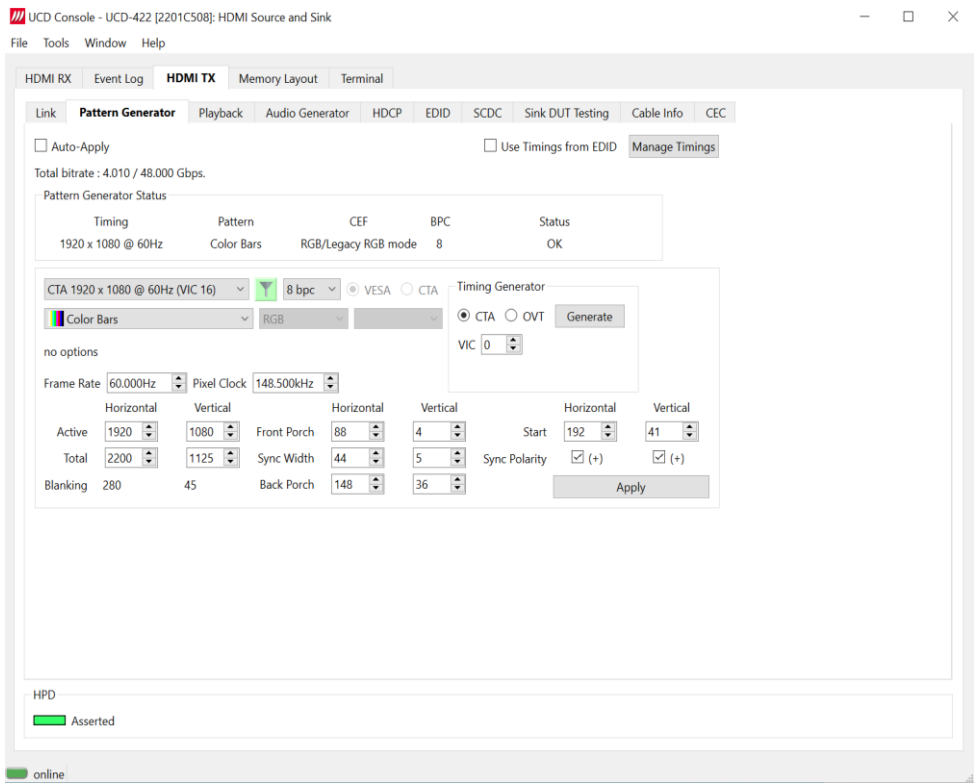 UCD Console - UCD-422 [2201C508]: HDMI Source and Sink
File Tools Window Help
HDMI RX Event Log HDMI TX Memory Layout Terminal
Link Pattern Generator Playback Audio Generator HDCP EDID SCDC Sink DUT Testing Cable Info CEC
Auto-Apply Use Timings from EDID Manage Timings
Total bitrate : 4.010 / 48.000 Gbps.
Pattern Generator Status
Timing Pattern CEF BPC Status
1920 x 1080 @ 60Hz Color Bars RGB/Legacy RGB mode 8 OK
CTA 1920 x 1080 @ 60Hz (VIC 16) 8 bpc VESA CTA Timing Generator
Color Bars RGB CTA OVT Generate
VIC 0
no options
Frame Rate 60.000Hz Pixel Clock 148.500kHz
Horizontal Vertical Horizontal Vertical Horizontal Vertical
Active 1920 1080 Front Porch 88 4 Start 192 41
Total 2200 1125 Sync Width 44 5 Sync Polarity (+) (+)
Blanking 280 45 Back Porch 148 36 Apply
HPD
Asserted
online